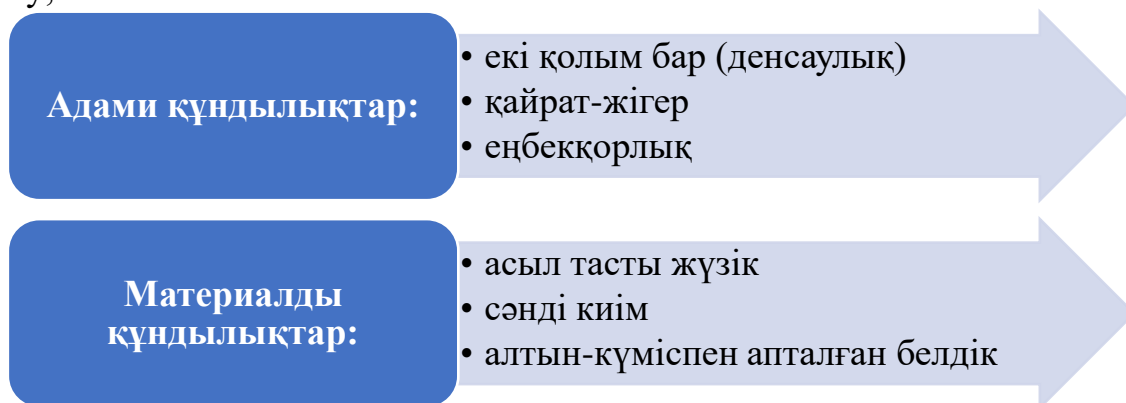 Адами құндылықтар:
• екі қолым бар (денсаулық)
• қайрат-жігер
• еңбекқорлық
Материалды
құндылықтар:
• асыл тасты жүзік
• сәнді киім
• алтын-күміспен апталған белдік